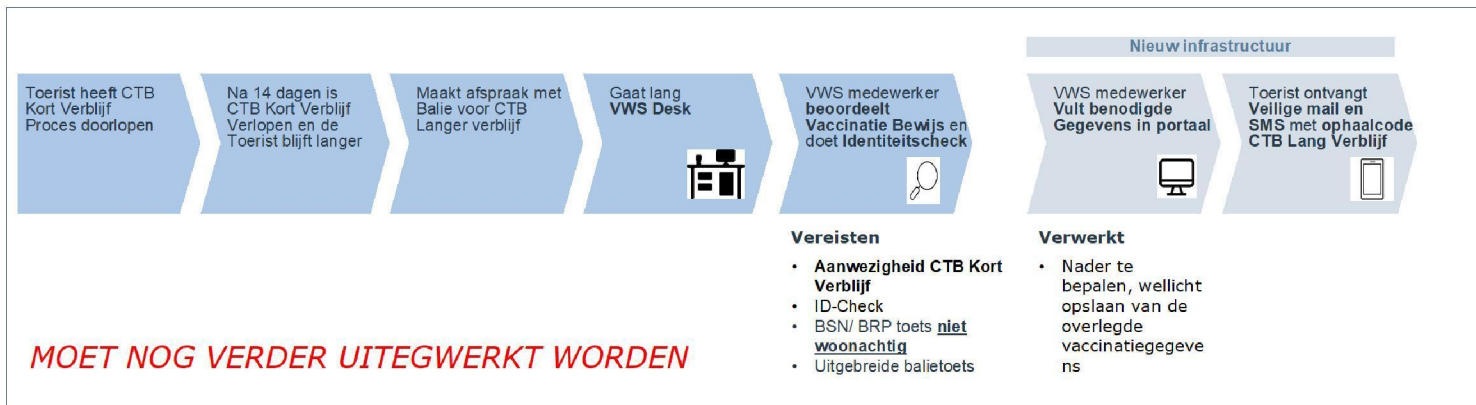 Nieuw infrastructuur
Toerist heeft CTB
Kort Verblijf
Proces doorlopen
Na 14 dagen is
CTB Kort Verblijf
Verlopen en de
Toerist blijft langer
Maakt afspraak met
Balie voor CTB
Langer verblijf
Gaat lang
VWS Desk
VWS medewerker
beoordeelt
Vaccinatie Bewijs en
doet Identiteitscheck
VWS medewerker
Vult benodigde
Gegevens in portaal
Toerist ontvangt
Veilige mail en
SMS met ophaalcode
CTB Lang Verblijf
Vereisten
• Aanwezigheid CTB Kort
Verblijf
• ID-Check
• BSN/ BRP toets niet
woonachtig
• Uitgebreide balietoets
Verwerkt
• Nader te
bepalen, wellicht
opslaan van de
overlegde
vaccinatiegegeve
ns
MOET NOG VERDER UITEGWERKT WORDEN